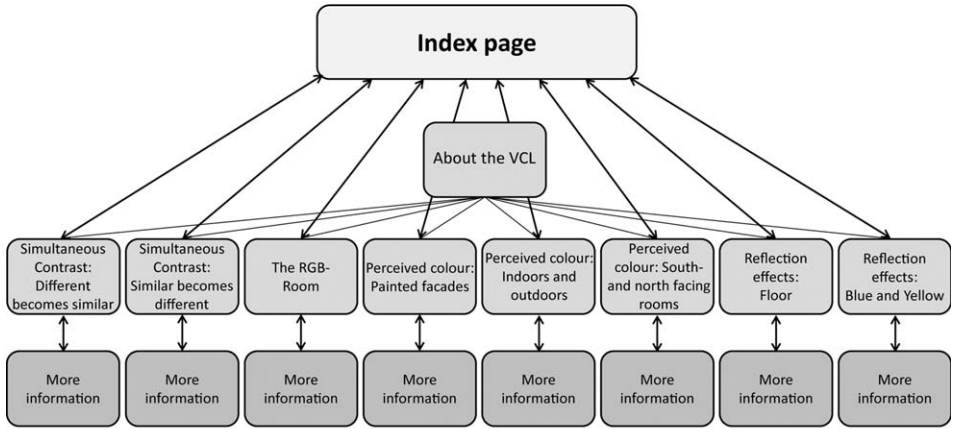 Index page
About the VCL
Simultaneous
Contrast:
Different
becomes similar
Simultaneous
Contrast:
Similar becomes
different
The RGB-
Room
Perceived colour:
Painted facades
Perceived colour:
Indoors and
outdoors
Perceived
colour: South-
and north facing
rooms
Reflection
effects:
Floor
Reflection
effects:
Blue and Yellow
More
information
More
information
More
information
More
information
More
information
More
information
More
information
More
information